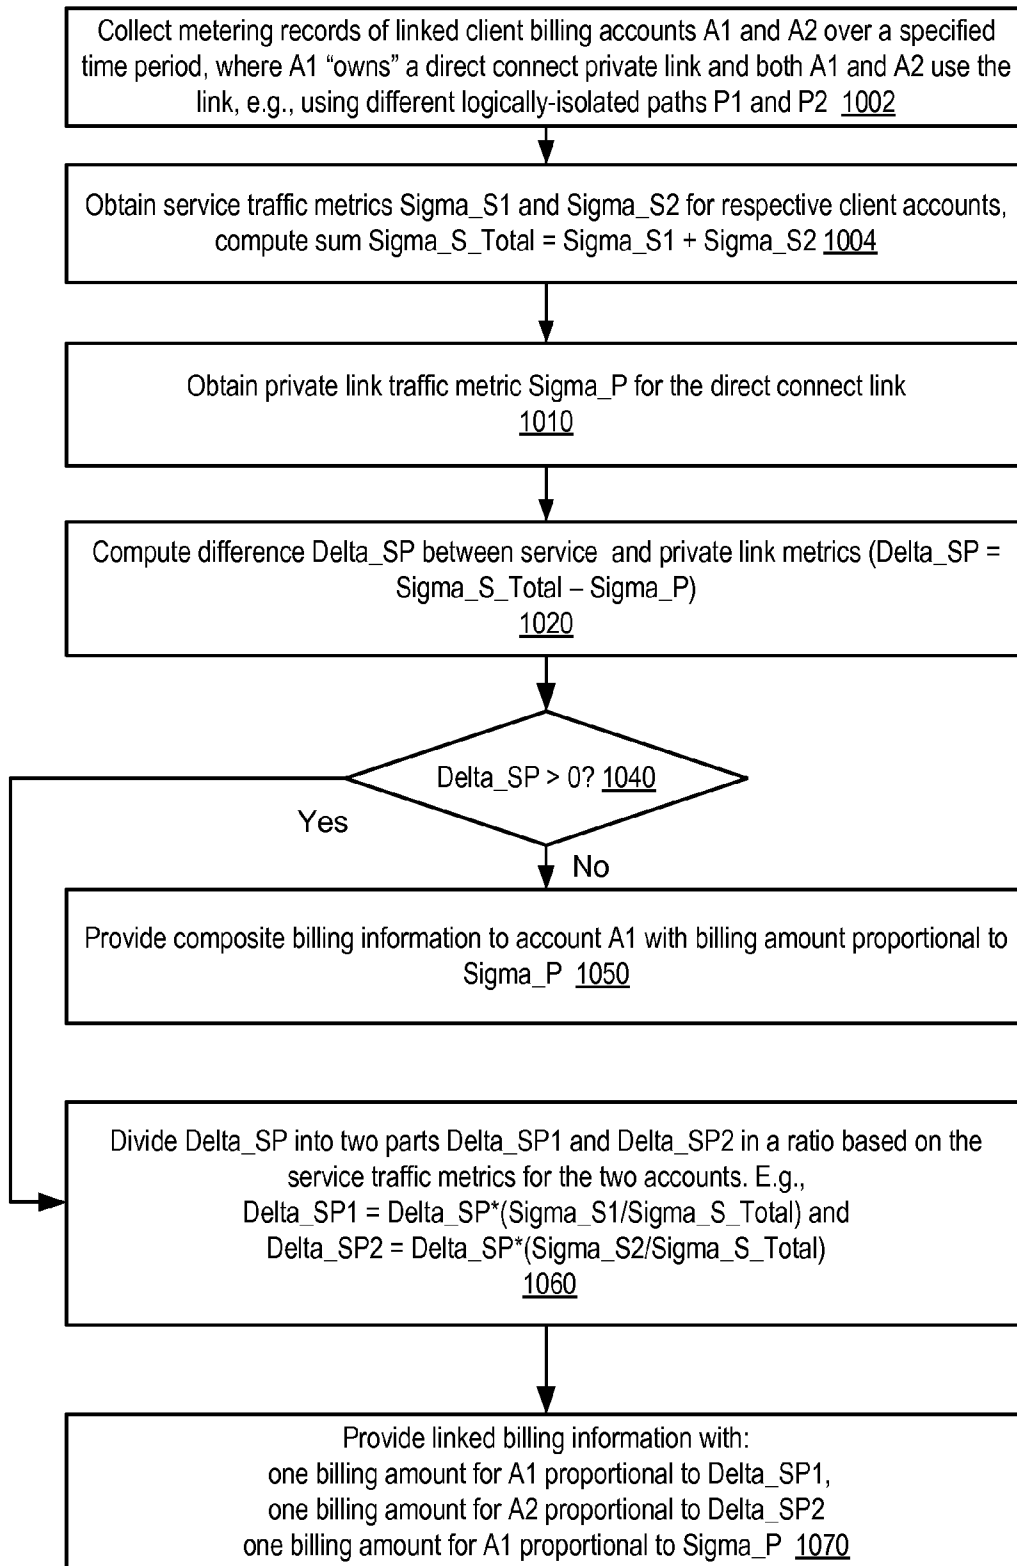 Collect metering records of linked client billing accounts A1 and A2 over a specified
time period, where A1 “owns” a direct connect private link and both A1 and A2 use the
link, e.g., using different logically-isolated paths P1 and P2 1002
Obtain service traffic metrics Sigma_S1 and Sigma_S2 for respective client accounts,
compute sum Sigma_S_Total = Sigma_S1 + Sigma_S2 1004
Obtain private link traffic metric Sigma_P for the direct connect link
1010
Compute difference Delta_SP between service and private link metrics (Delta_SP =
Sigma_S_Total – Sigma_P)
1020
Delta_SP > 0? 1040
Yes
No
Provide composite billing information to account A1 with billing amount proportional to
Sigma_P 1050
Divide Delta_SP into two parts Delta_SP1 and Delta_SP2 in a ratio based on the
service traffic metrics for the two accounts. E.g.,
Delta_SP1 = Delta_SP*(Sigma_S1/Sigma_S_Total) and
Delta_SP2 = Delta_SP*(Sigma_S2/Sigma_S_Total)
1060
Provide linked billing information with:
one billing amount for A1 proportional to Delta_SP1,
one billing amount for A2 proportional to Delta_SP2
one billing amount for A1 proportional to Sigma_P 1070